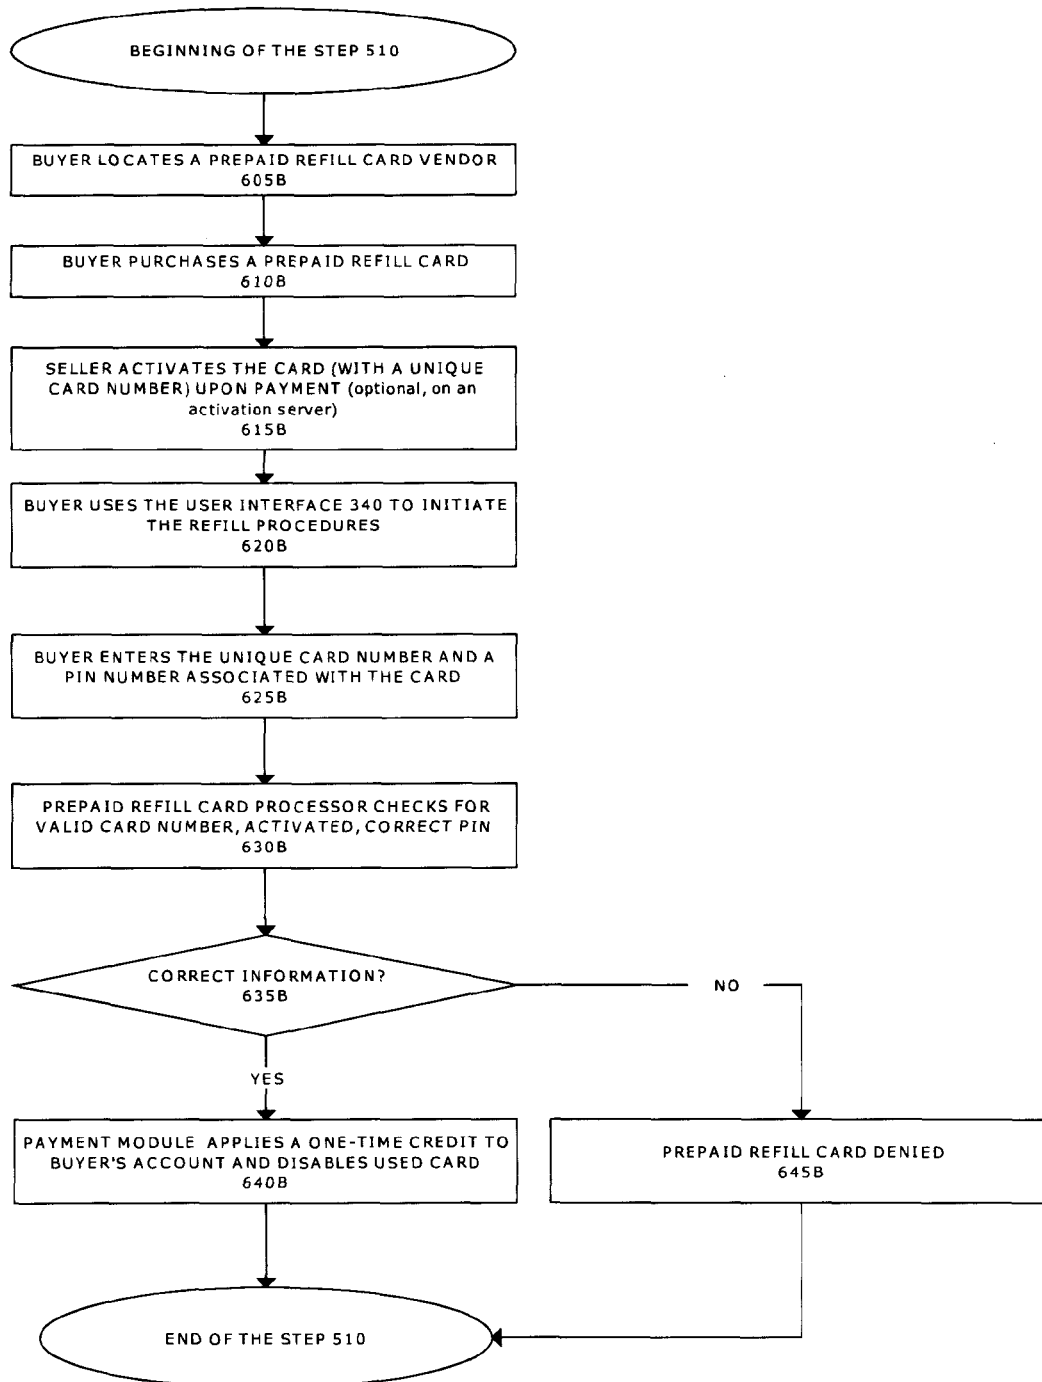 BEGINNING OF THE STEP 510
BUYER LOCATES A PREPAID REFILL CARD VENDOR
605B
BUYER PURCHASES A PREPAID REFILL CARD
610B
SELLER ACTIVATES THE CARD (WITH A UNIQUE
CARD NUMBER) UPON PAYMENT (optional, on an
activation server)
615B
BUYER USES THE USER INTERFACE 340 TO INITIATE
THE REFILL PROCEDURES
620B
BUYER ENTERS THE UNIQUE CARD NUMBER AND A
PIN NUMBER ASSOCIATED WITH THE CARD
625B
PREPAID REFILL CARD PROCESSOR CHECKS FOR
VALID CARD NUMBER, ACTIVATED, CORRECT PIN
630B
CORRECT INFORMATION?
635B
NO
YES
PAYMENT MODULE APPLIES A ONE-TIME CREDIT TO
BUYER'S ACCOUNT AND DISABLES USED CARD
640B
PREPAID REFILL CARD DENIED
645B
END OF THE STEP 510